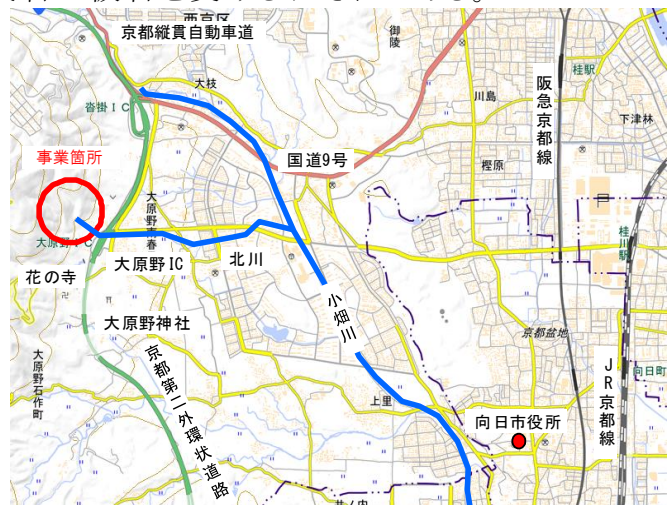 西京区
京都縦貫自動車道
御陵
桂駅
大枝
川島
沓掛IC
阪急京都線
下津林
事業箇所
国道9号
樫原
大原野南春
大原野IC
桂川駅
大原野IC
北川
花の寺
小畑川
大原野神社
京都盆地
向日町
JR京都線
大原野石作町
京都第二外環状道路
上里
向日市役所
井ノ内